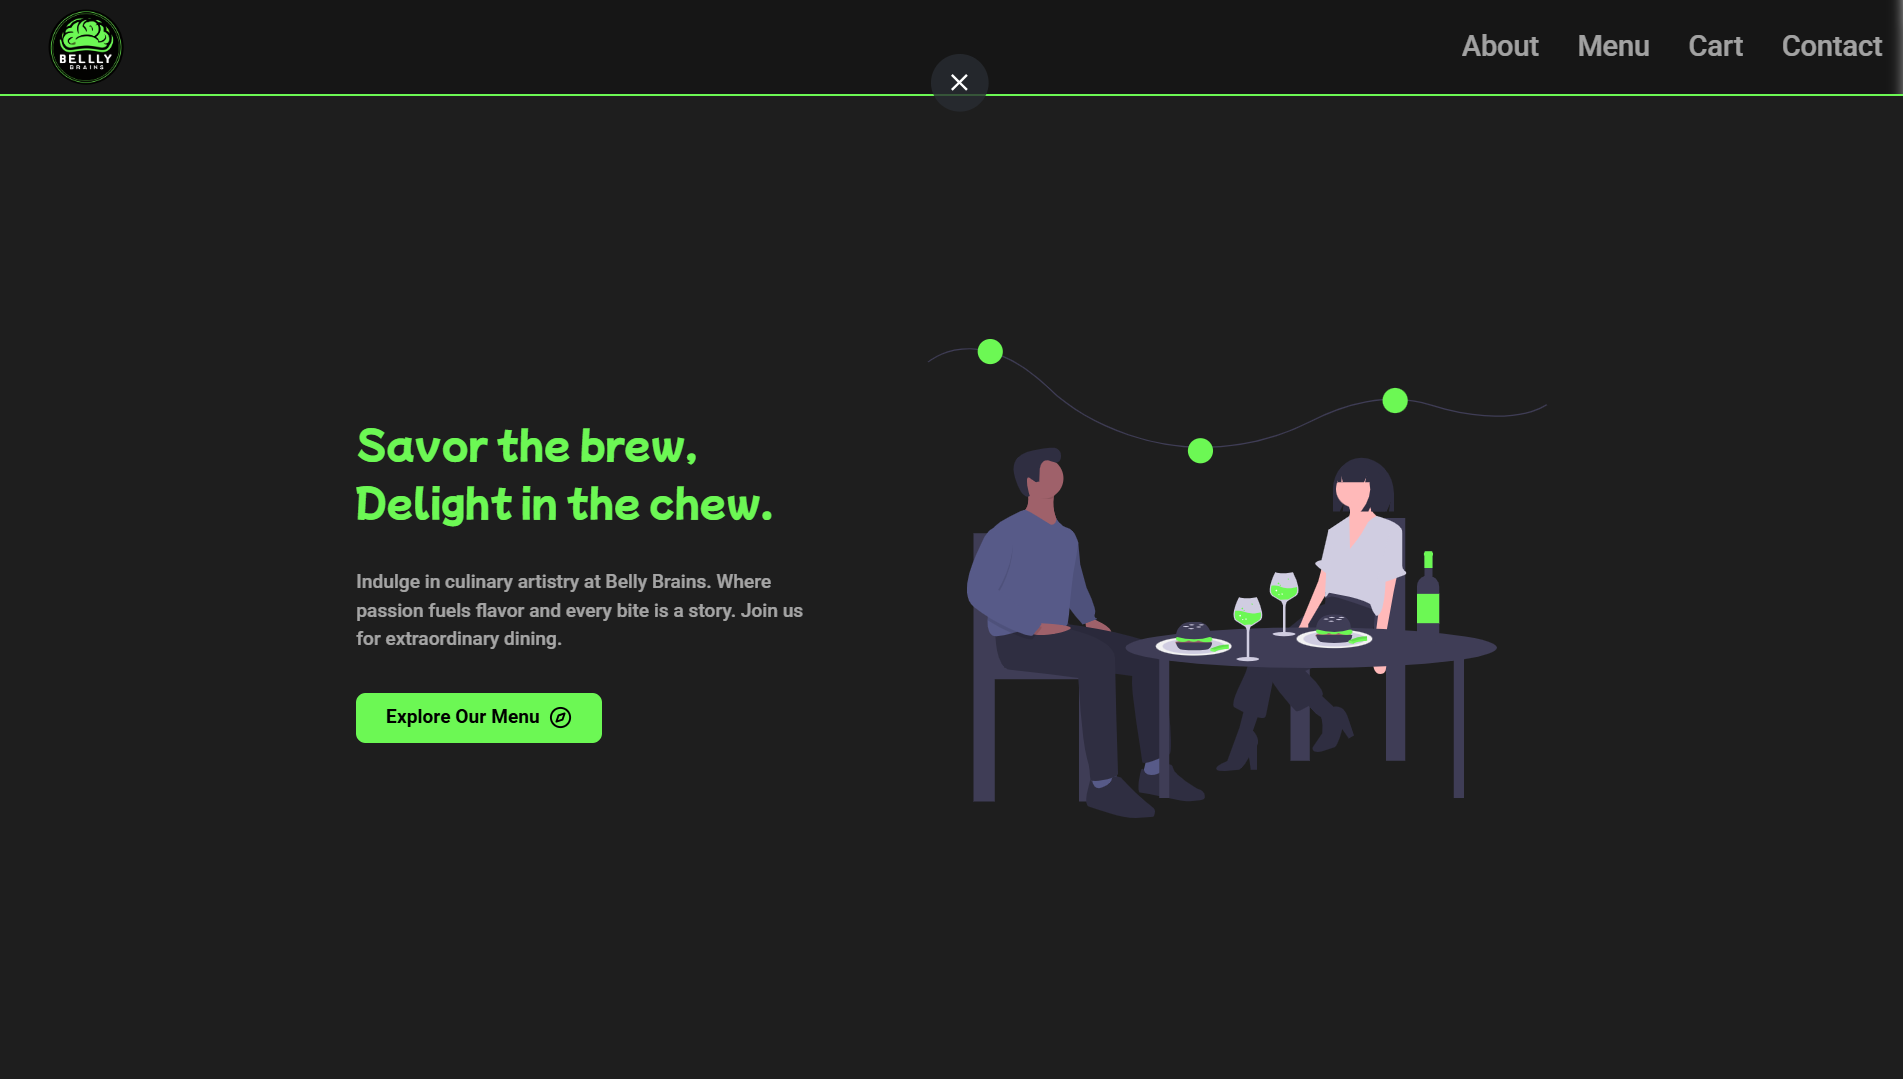 BELLLY
BRAINS
About Menu Cart Contact
Savor the brew,
Delight in the chew.
Indulge in culinary artistry at Belly Brains. Where
passion fuels flavor and every bite is a story. Join us
for extraordinary dining.
Explore Our Menu